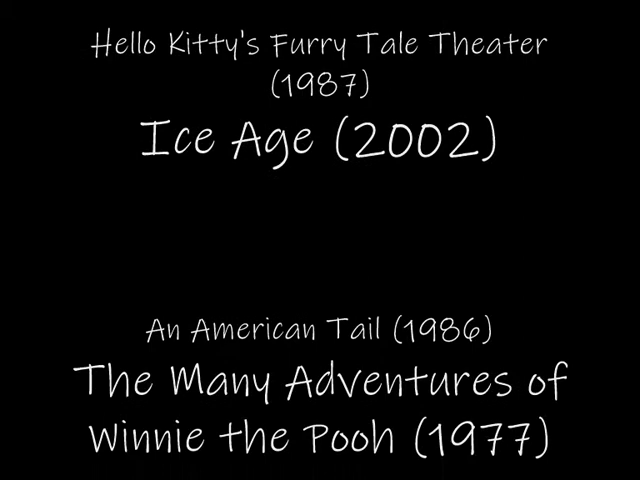 Hello Kitty's Furry Tale Theater
(1987)
Ice Age (2002)
An American Tail (1986)
The Many Adventures of
Winnie the Pooh (1977)